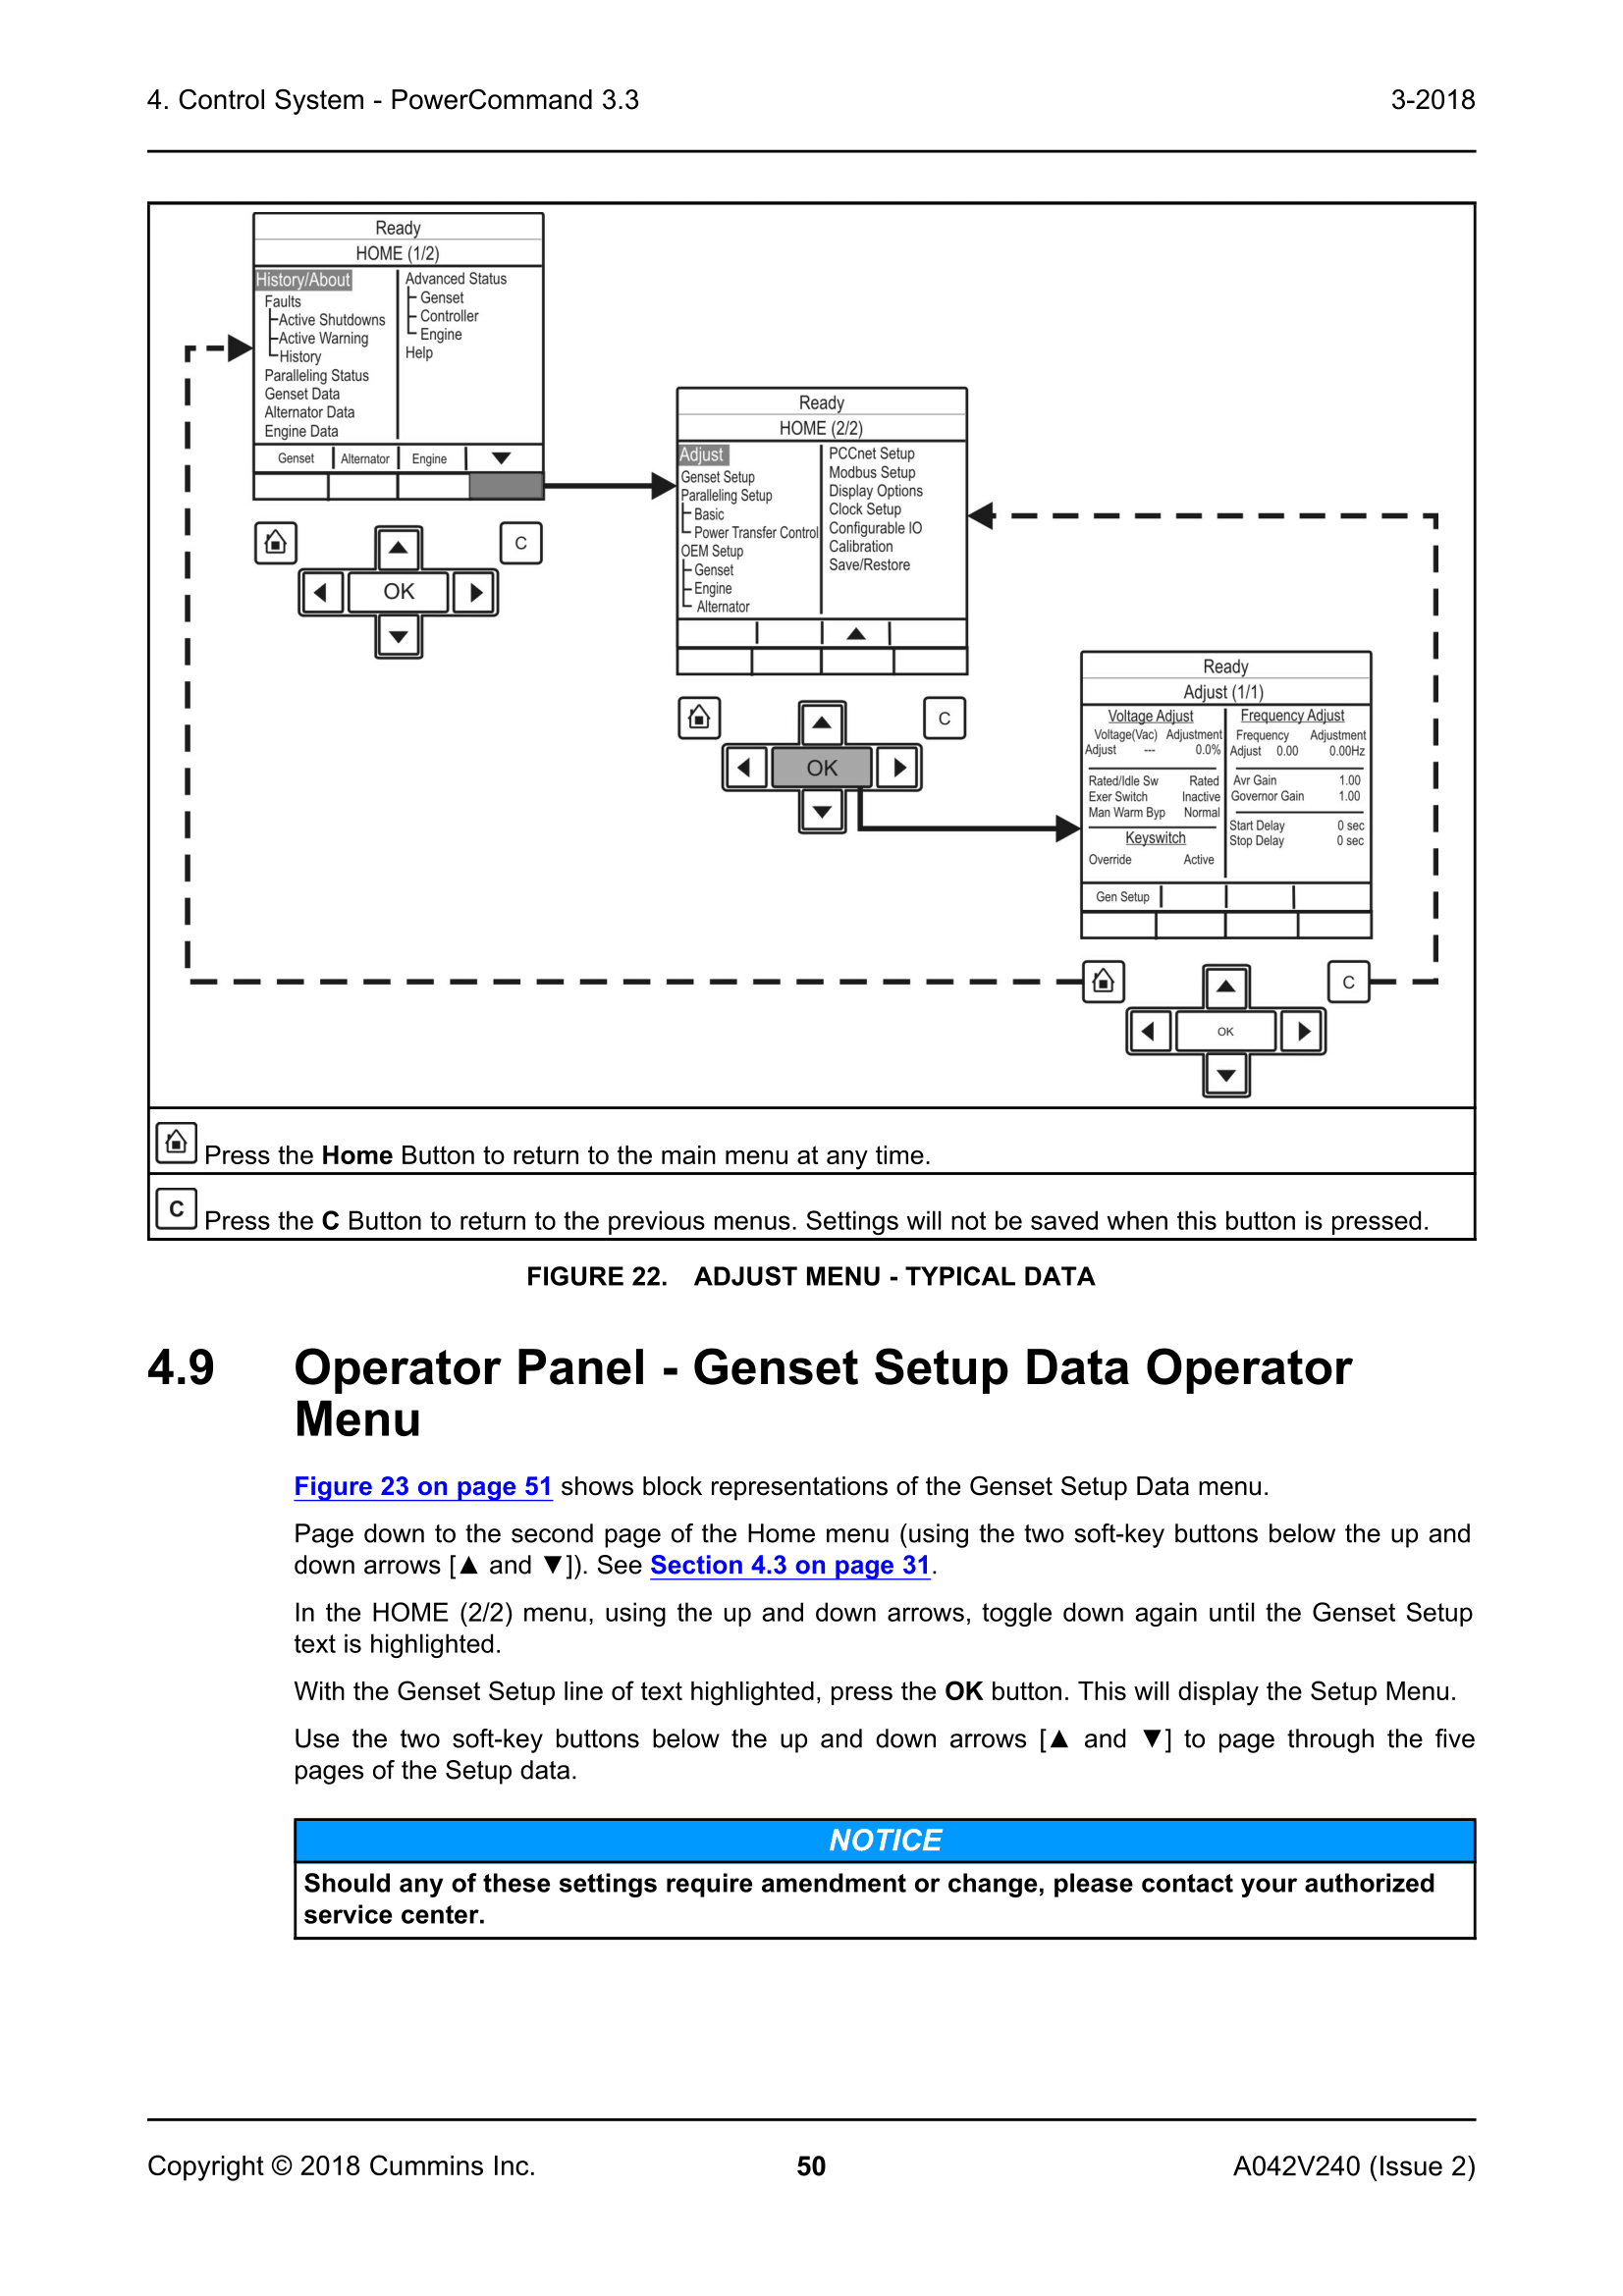 4. Control System - PowerCommand 3.3
3-2018
Ready
HOME (1/2)
History/About
Faults
Active Shutdowns
Active Warning
History
Paralleling Status
Genset Data
Alternator Data
Engine Data
Advanced Status
Genset
Controller
Engine
Help
Genset Alternator Engine ▼
C
OK
Ready
HOME (2/2)
Adjust
Genset Setup
Paralleling Setup
Basic
Power Transfer Control
OEM Setup
Genset
Engine
Alternator
PCCnet Setup
Modbus Setup
Display Options
Clock Setup
Configurable IO
Calibration
Save/Restore
C
OK
Ready
Adjust (1/1)
Voltage Adjust
Voltage(Vac) Adjustment
Adjust --- 0.0%
Rated/Idle Sw Rated
Exer Switch Inactive
Man Warm Byp Normal
Keyswitch
Override Active
Frequency Adjust
Frequency Adjustment
Adjust 0.00 0.00Hz
Avr Gain 1.00
Governor Gain 1.00
Start Delay 0 sec
Stop Delay 0 sec
Gen Setup
C
OK
Press the Home Button to return to the main menu at any time.
C Press the C Button to return to the previous menus. Settings will not be saved when this button is pressed.
FIGURE 22. ADJUST MENU - TYPICAL DATA
4.9 Operator Panel - Genset Setup Data Operator
Menu
Figure 23 on page 51 shows block representations of the Genset Setup Data menu.
Page down to the second page of the Home menu (using the two soft-key buttons below the up and
down arrows [▲ and ▼]). See Section 4.3 on page 31.
In the HOME (2/2) menu, using the up and down arrows, toggle down again until the Genset Setup
text is highlighted.
With the Genset Setup line of text highlighted, press the OK button. This will display the Setup Menu.
Use the two soft-key buttons below the up and down arrows [▲ and ▼] to page through the five
pages of the Setup data.
NOTICE
Should any of these settings require amendment or change, please contact your authorized
service center.
Copyright © 2018 Cummins Inc.
50
A042V240 (Issue 2)